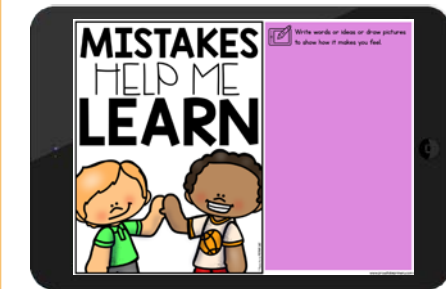 MISTAKES
HELP ME
LEARN
Write words or ideas or draw pictures
to show how it makes you feel.